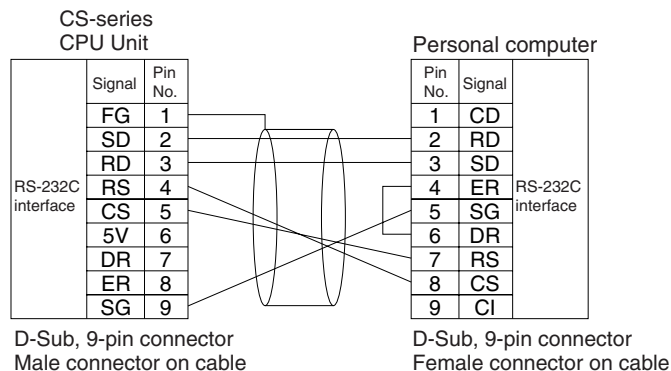 CS-series
CPU Unit
Personal computer
Signal Pin No.
Pin No. Signal
FG 1
1 CD
SD 2
2 RD
RD 3
3 SD
RS-232C interface
RS 4
4 ER
RS-232C interface
CS 5
5 SG
5V 6
6 DR
DR 7
7 RS
ER 8
8 CS
SG 9
9 CI
D-Sub, 9-pin connector
Male connector on cable
D-Sub, 9-pin connector
Female connector on cable